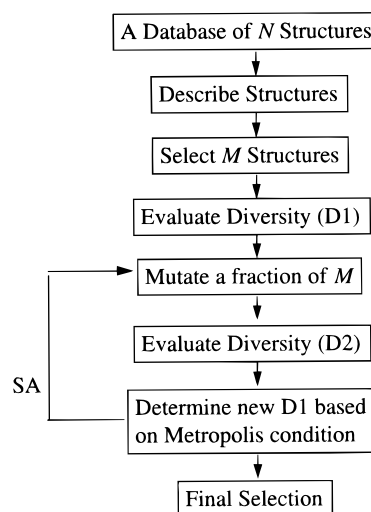 A Database of N Structures
Describe Structures
Select M Structures
Evaluate Diversity (D1)
Mutate a fraction of M
Evaluate Diversity (D2)
SA
Determine new D1 based
on Metropolis condition
Final Selection